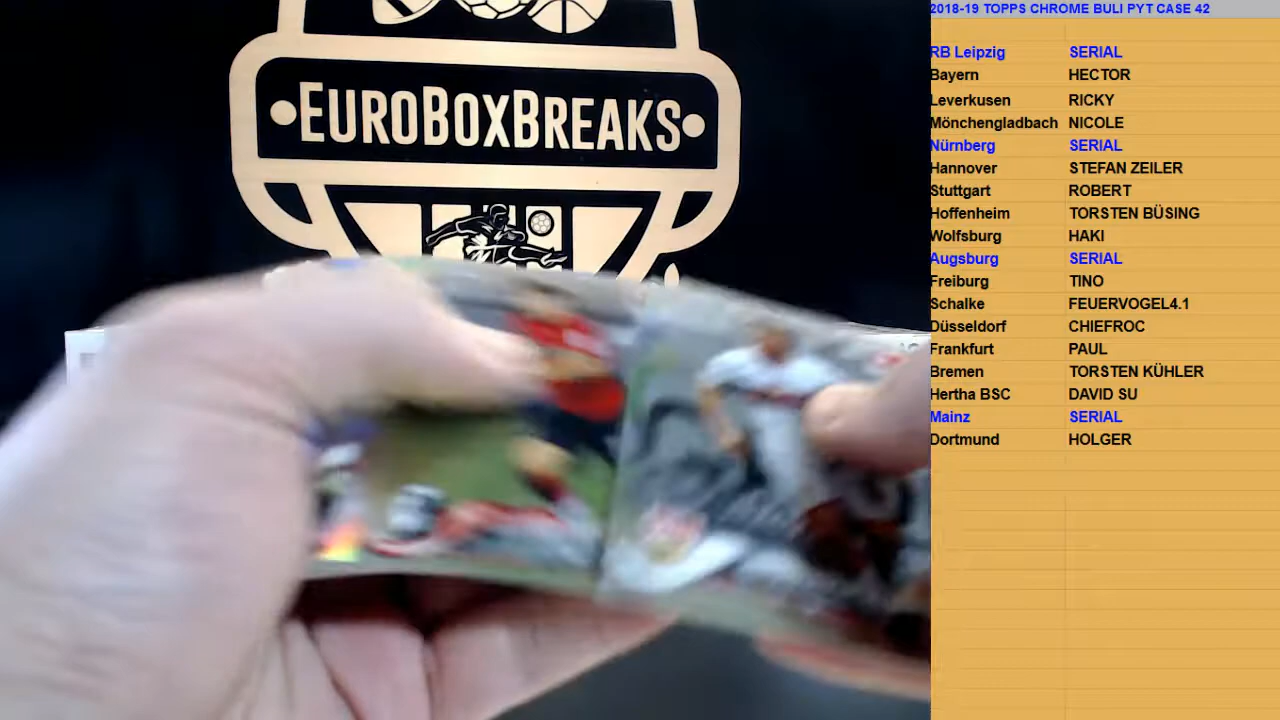 EUROBOXBREAKS
2018-19 TOPPS CHROME BULI PYT CASE 42
RB Leipzig SERIAL
Bayern HECTOR
Leverkusen RICKY
Mönchengladbach NICOLE
Nürnberg SERIAL
Hannover STEFAN ZEILER
Stuttgart ROBERT
Hoffenheim TORSTEN BÜSING
Wolfsburg HAKI
Augsburg SERIAL
Freiburg TINO
Schalke FEUERVOGEL4.1
Düsseldorf CHIEFROC
Frankfurt PAUL
Bremen TORSTEN KÜHLER
Hertha BSC DAVID SU
Mainz SERIAL
Dortmund HOLGER